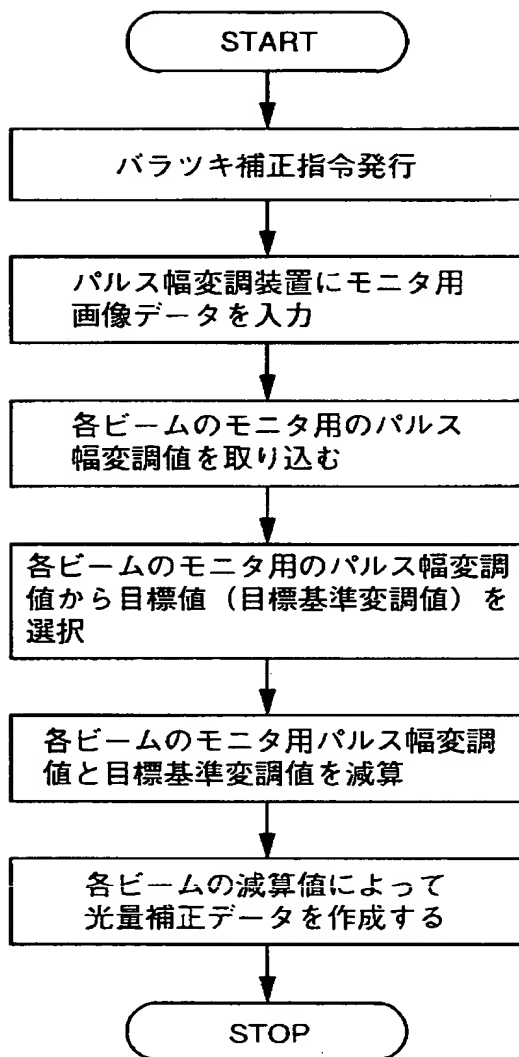 START
バラツキ補正指令発行
パルス幅変調装置にモニタ用
画像データを入力
各ビームのモニタ用のパルス
幅変調値を取り込む
各ビームのモニタ用のパルス幅変調
値から目標値（目標基準変調値）を
選択
各ビームのモニタ用パルス幅変調
値と目標基準変調値を減算
各ビームの減算値によって
光量補正データを作成する
STOP